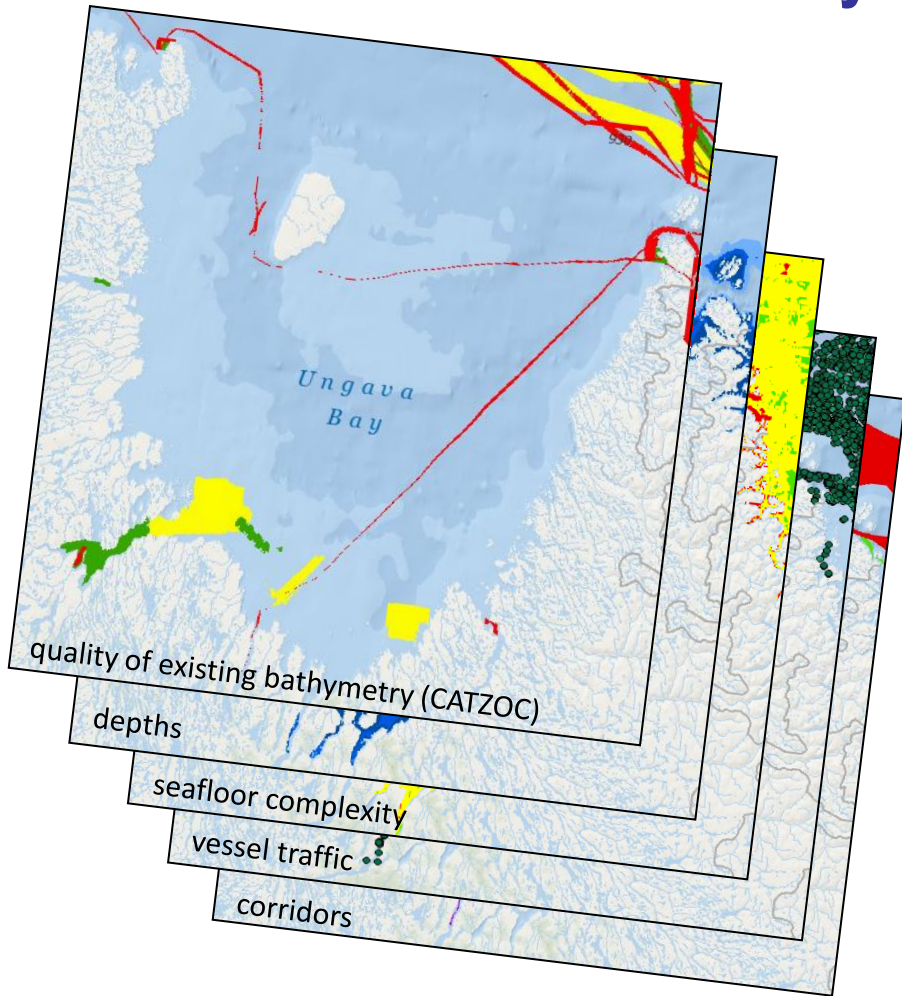 Ungava
Bay
quality of existing bathymetry (CATZOC)
depths
seafloor complexity
vessel traffic
corridors